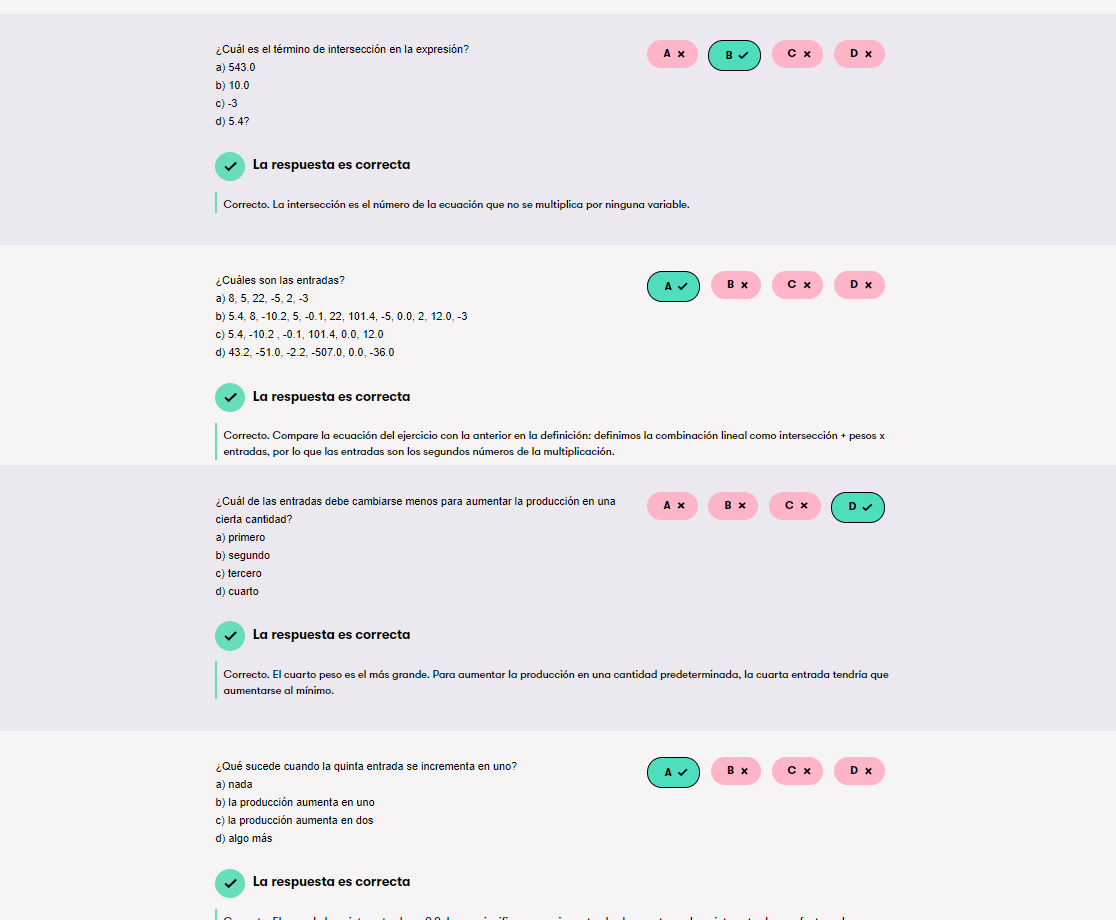 ¿Cuál es el término de intersección en la expresión?
a) 543.0
b) 10.0
c) -3
d) 5.4?
A ✕ B ✓ C ✕ D ✕
La respuesta es correcta
Correcto. La intersección es el número de la ecuación que no se multiplica por ninguna variable.
¿Cuáles son las entradas?
a) 8, 5, 22, -5, 2, -3
b) 5.4, 8, -10.2, 5, -0.1, 22, 101.4, -5, 0.0, 2, 12.0, -3
c) 5.4, -10.2 , -0.1, 101.4, 0.0, 12.0
d) 43.2, -51.0, -2.2, -507.0, 0.0, -36.0
A ✓ B ✕ C ✕ D ✕
La respuesta es correcta
Correcto. Compare la ecuación del ejercicio con la anterior en la definición: definimos la combinación lineal como intersección + pesos x
entradas, por lo que las entradas son los segundos números de la multiplicación.
¿Cuál de las entradas debe cambiarse menos para aumentar la producción en una
cierta cantidad?
a) primero
b) segundo
c) tercero
d) cuarto
A ✕ B ✕ C ✕ D ✓
La respuesta es correcta
Correcto. El cuarto peso es el más grande. Para aumentar la producción en una cantidad predeterminada, la cuarta entrada tendría que
aumentarse al mínimo.
¿Qué sucede cuando la quinta entrada se incrementa en uno?
a) nada
b) la producción aumenta en uno
c) la producción aumenta en dos
d) algo más
A ✓ B ✕ C ✕ D ✕
La respuesta es correcta